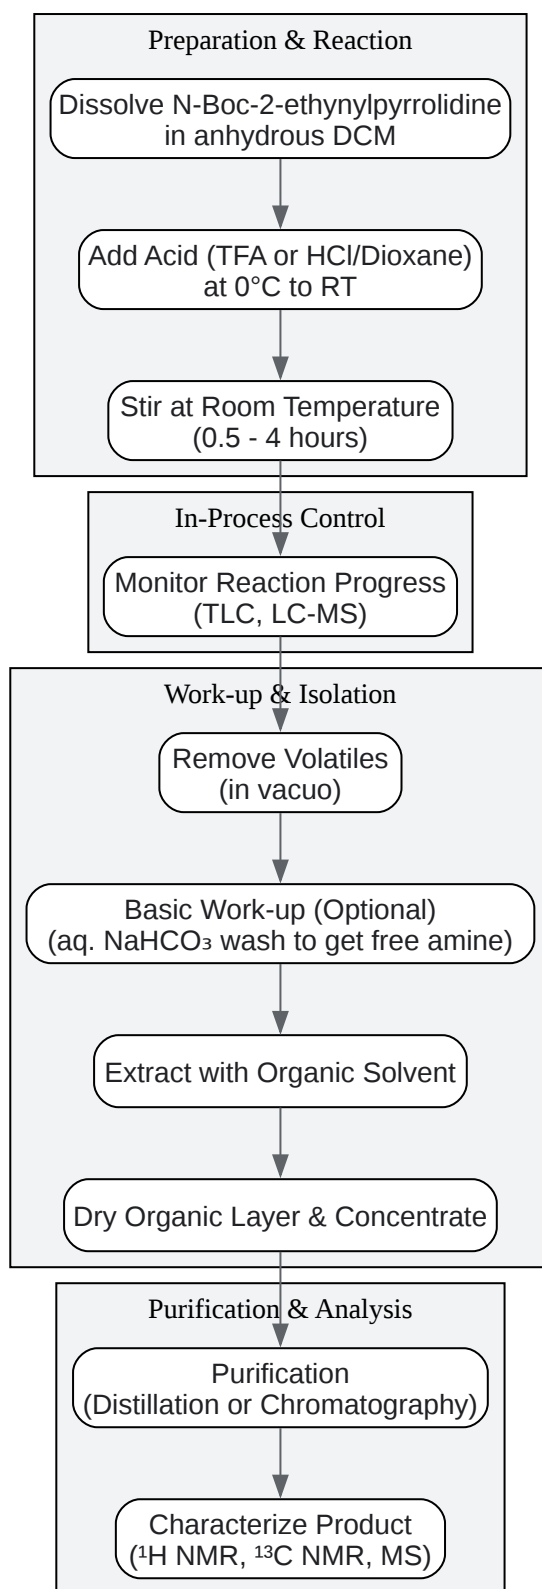 Preparation & Reaction
Dissolve N-Boc-2-ethynylpyrrolidine
in anhydrous DCM
Add Acid (TFA or HCl/Dioxane)
at 0°C to RT
Stir at Room Temperature
(0.5 - 4 hours)
In-Process Control
Monitor Reaction Progress
(TLC, LC-MS)
Work-up & Isolation
Remove Volatiles
(in vacuo)
Basic Work-up (Optional)
(aq. NaHCO₃ wash to get free amine)
Extract with Organic Solvent
Dry Organic Layer & Concentrate
Purification & Analysis
Purification
(Distillation or Chromatography)
Characterize Product
(¹H NMR, ¹³C NMR, MS)